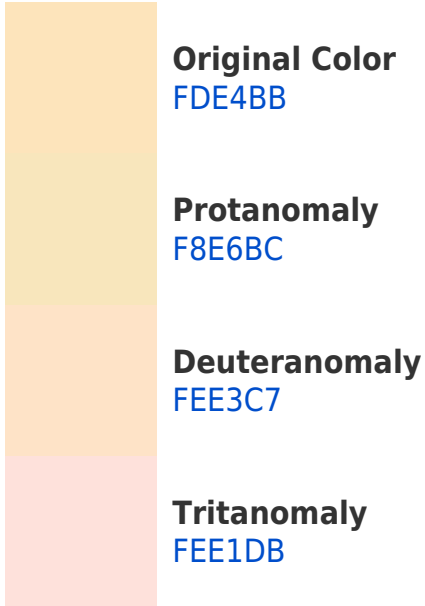 Original Color
FDE4BB
Protanomaly
F8E6BC
Deuteranomaly
FEE3C7
Tritanomaly
FEE1DB